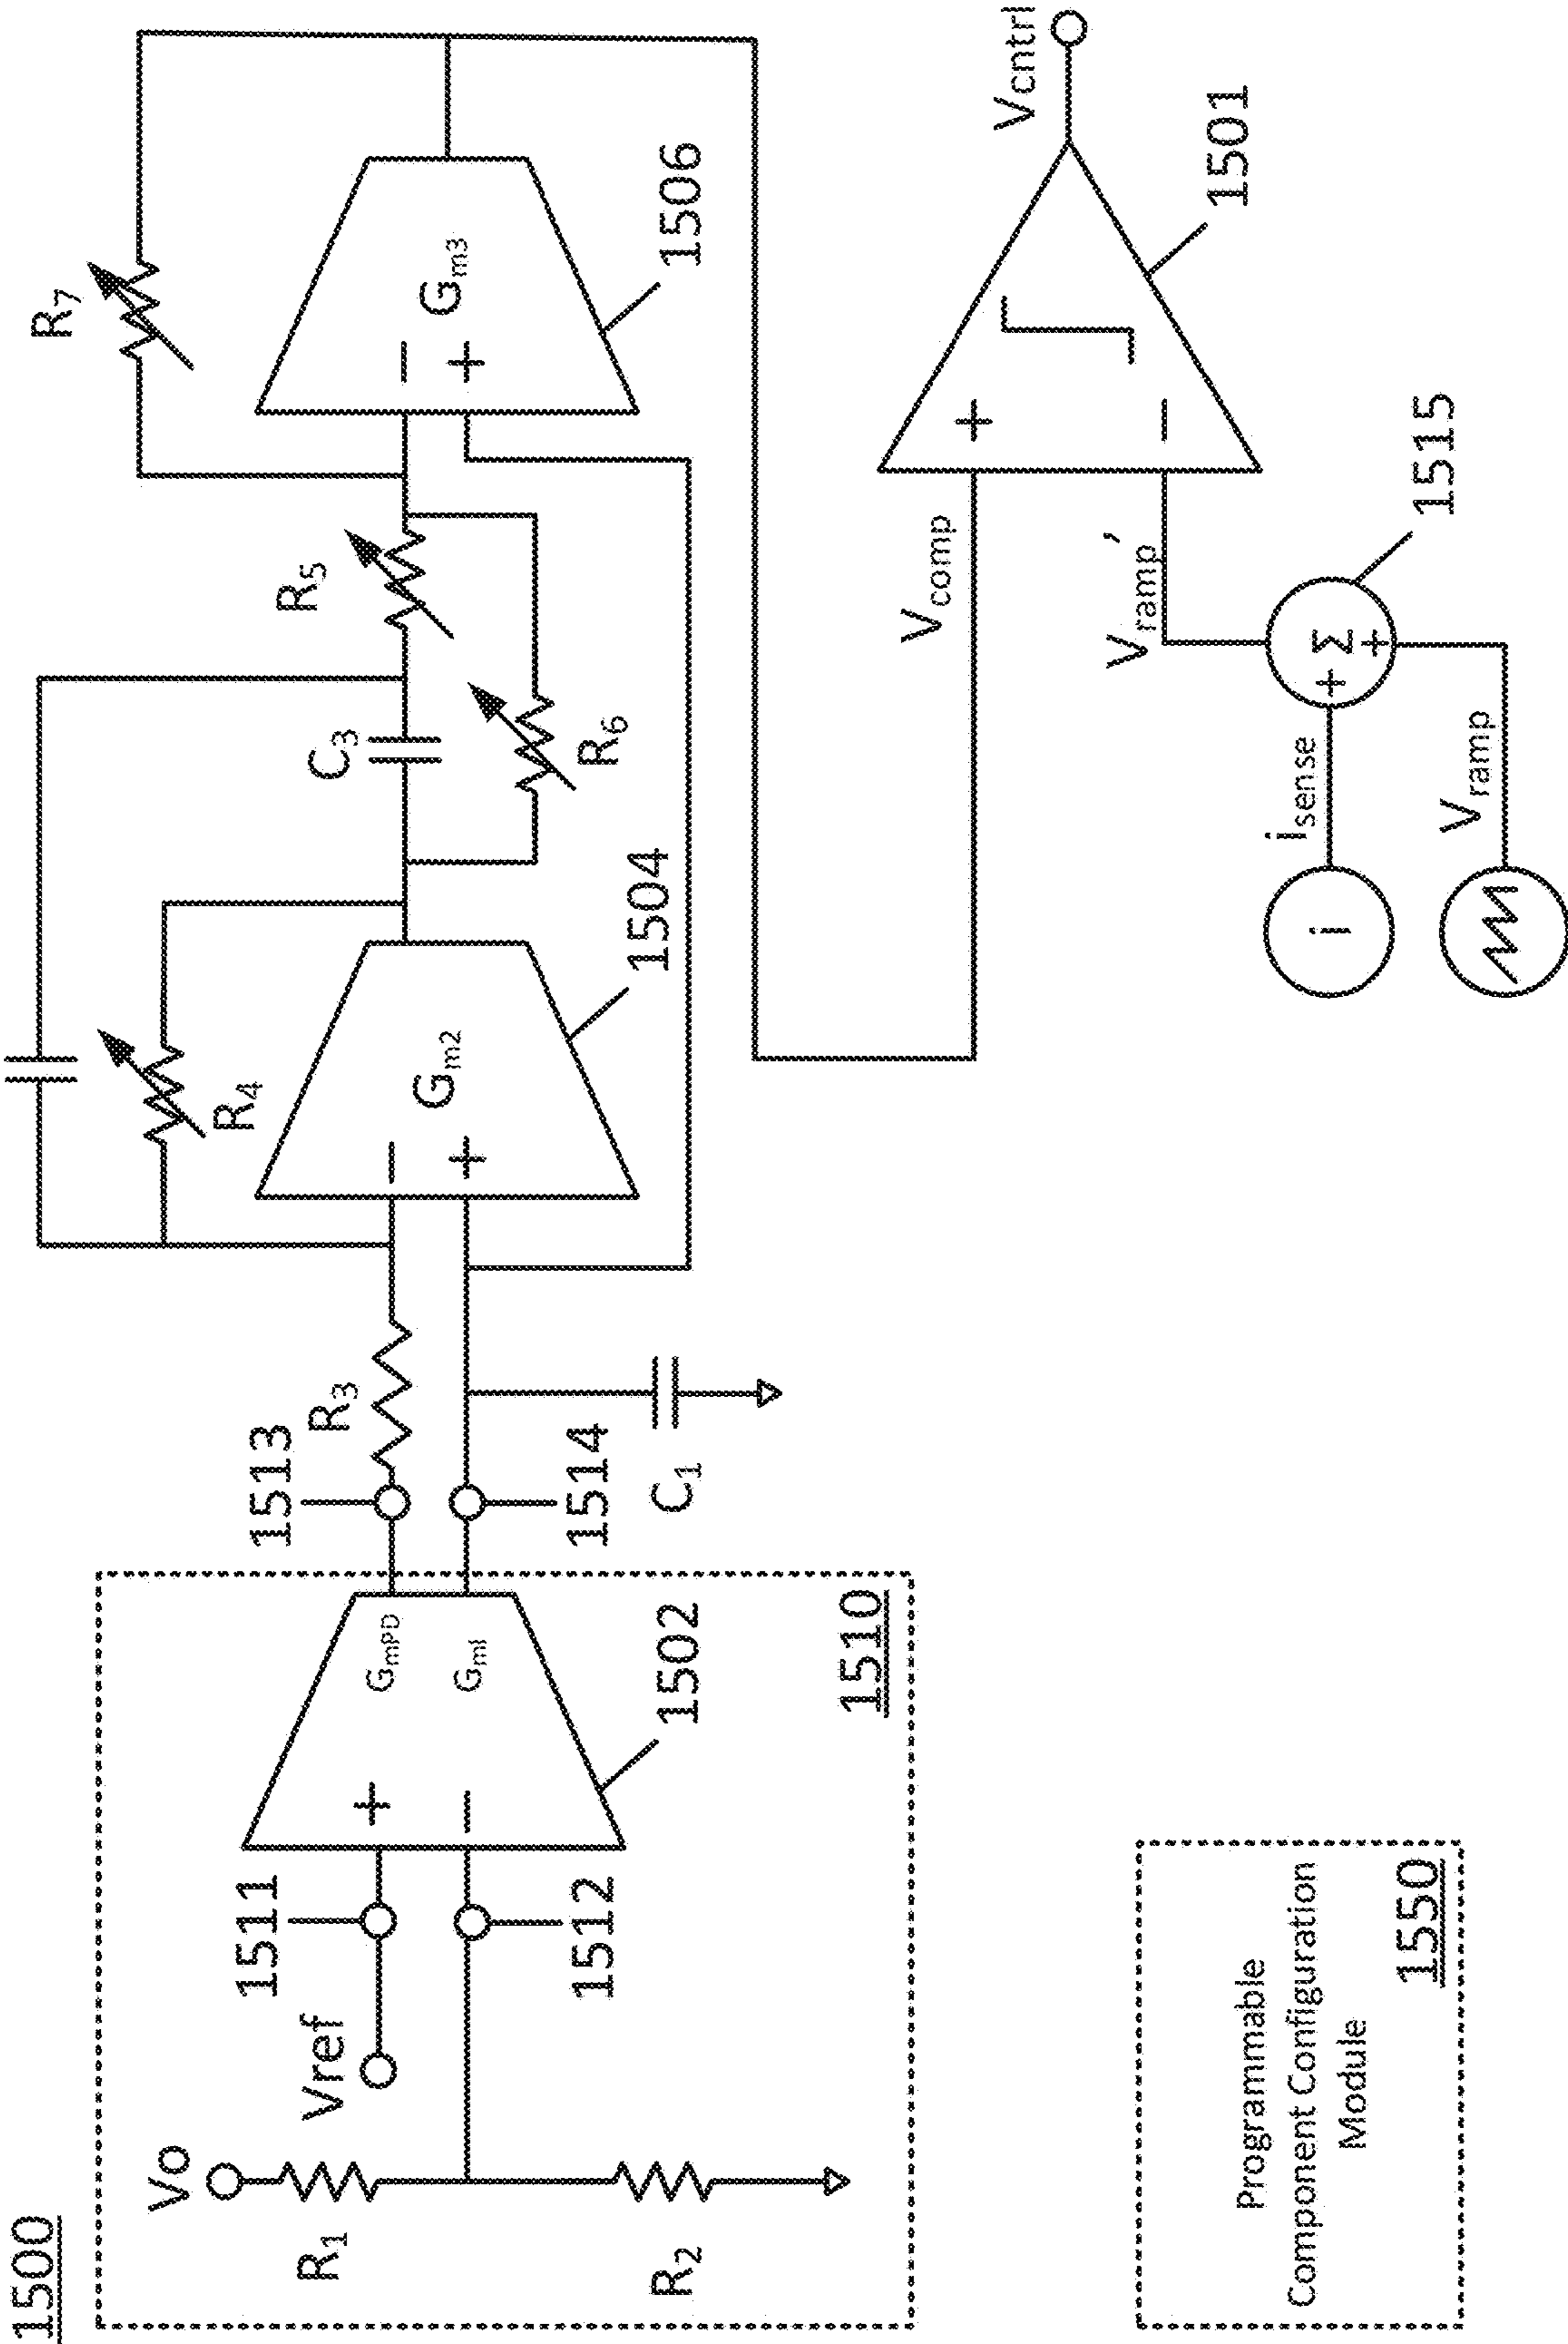 1500
Vo
R1
R2
Vref
1511
1512
+
−
GmPD
GmI
1502
1510
1513
1514
R3
C1
−
+
Gm2
1504
R4
C3
R5
R6
R7
−
+
Gm3
1506
Vcomp
Vramp'
+
−
1501
Vcntrl
i
isense
Vramp
+
Σ
+
1515
Programmable
Component Configuration
Module
1550